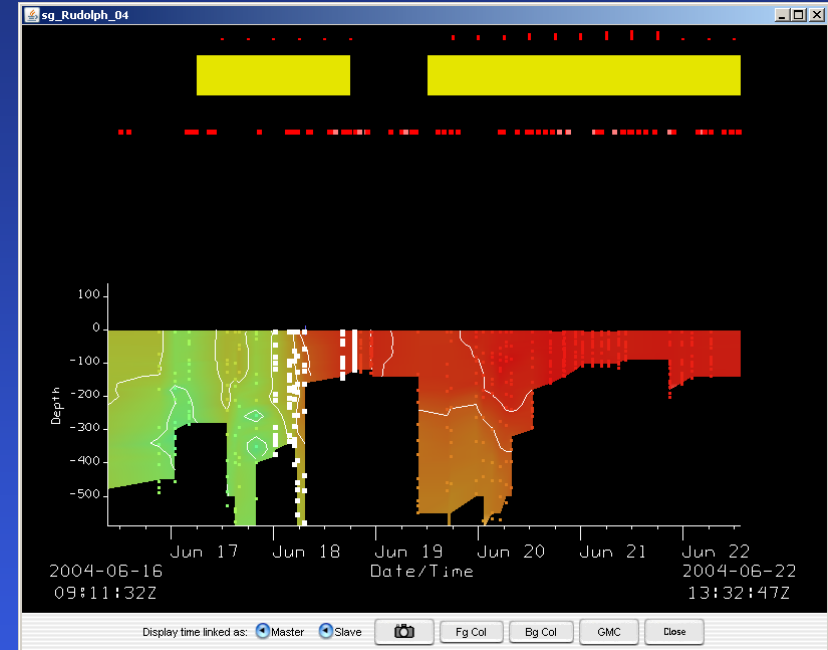 sg_Rudolph_04
100
0
-100
-200
-300
-400
-500
Depth
Jun 17 Jun 18 Jun 19 Jun 20 Jun 21 Jun 22
2004-06-16 Date/Time 2004-06-22
09:11:32Z 13:32:47Z
Display time linked as: Master Slave Fg Col Bg Col GMC Close